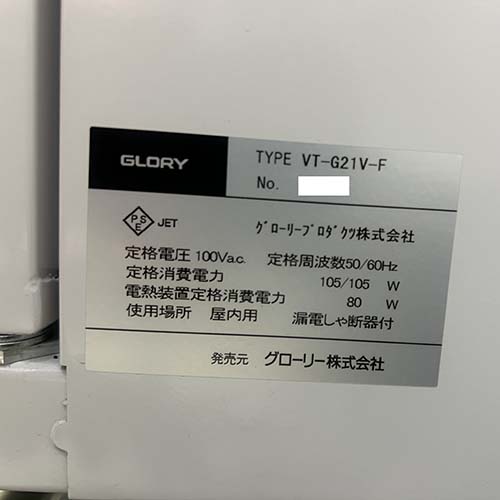 GLORY
TYPE VT-G21V-F
No.
PSE JET
グローリープロダクツ株式会社
定格電圧 100Va.c. 定格周波数50/60Hz
定格消費電力 105/105 W
電熱装置定格消費電力 80 W
使用場所 屋内用 漏電しゃ断器付
発売元 グローリー株式会社